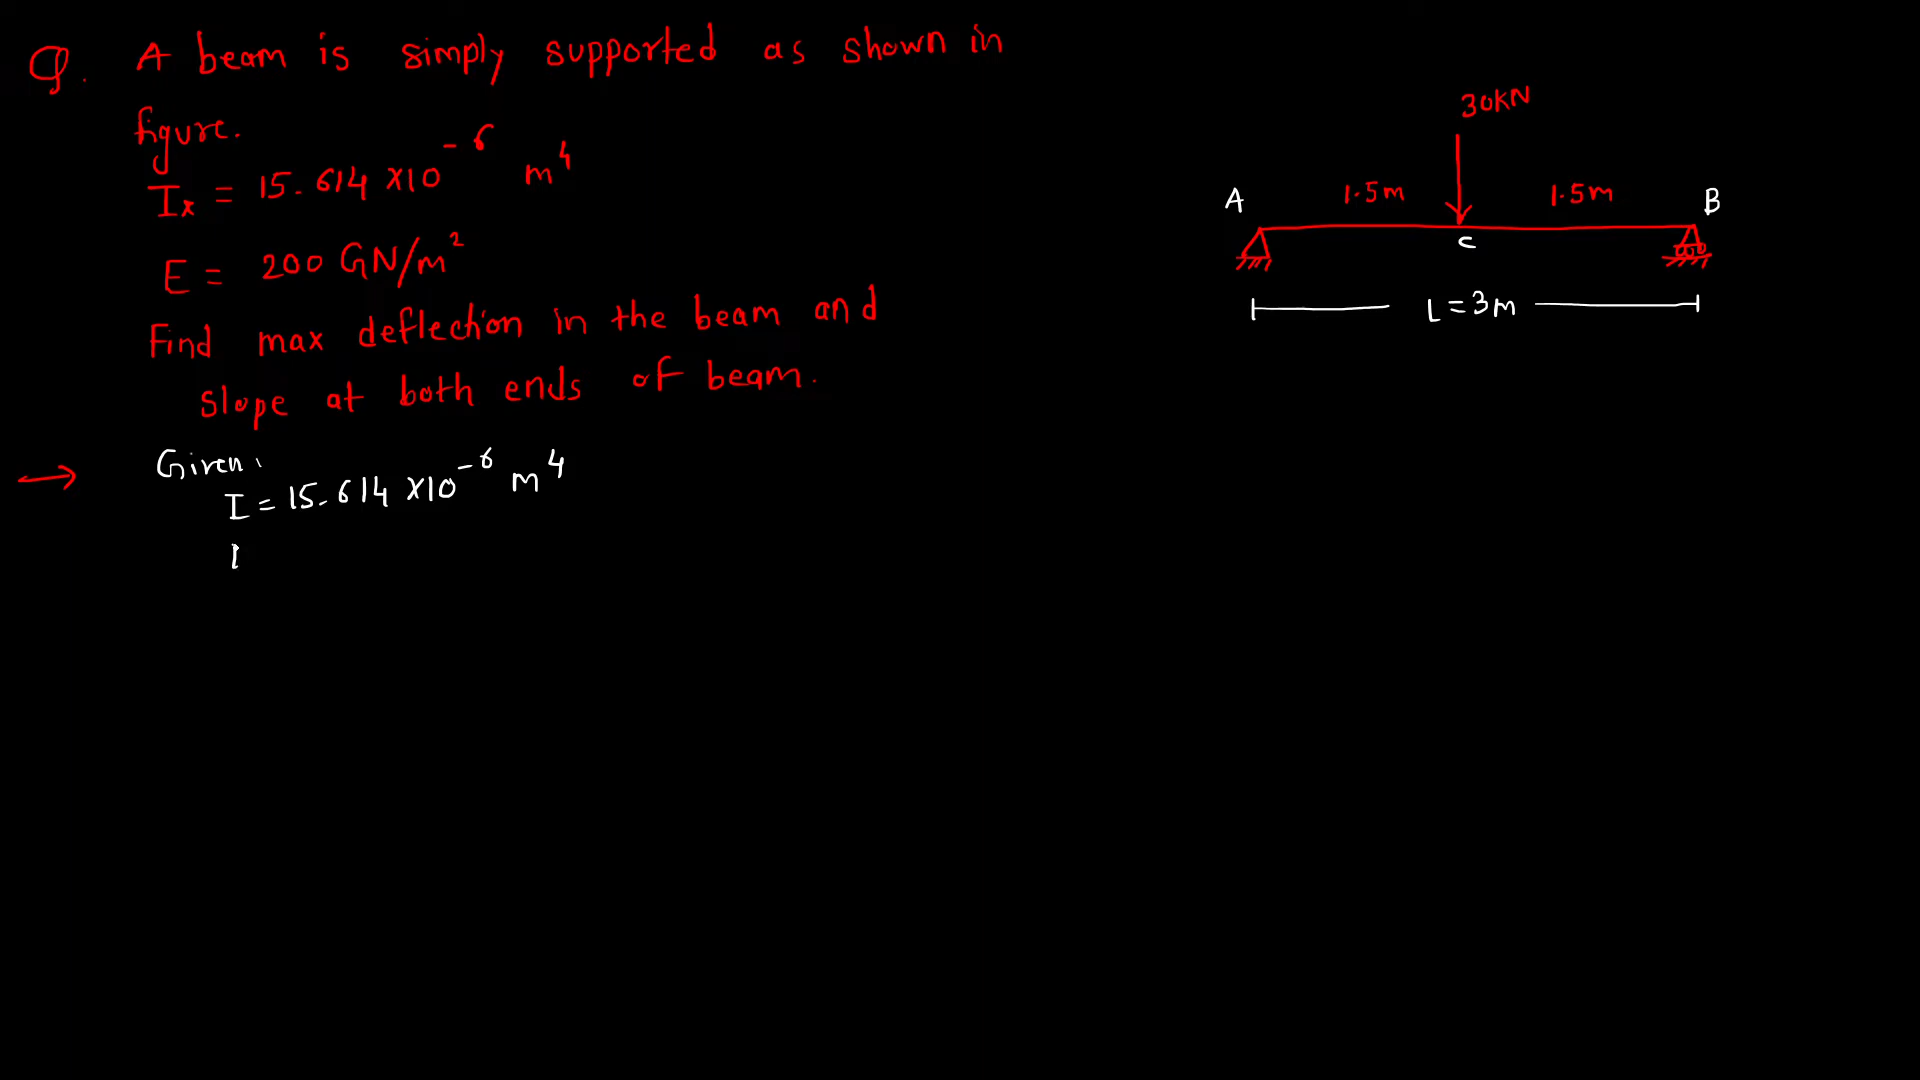 Q. A beam is simply supported as shown in
figure.
Ix = 15.614 ×10^-6 m^4
E = 200 GN/m^2
Find max deflection in the beam and
slope at both ends of beam.
Given:
I = 15.614 ×10^-6 m^4
30KN
A 1.5m 1.5m B
C
L = 3m